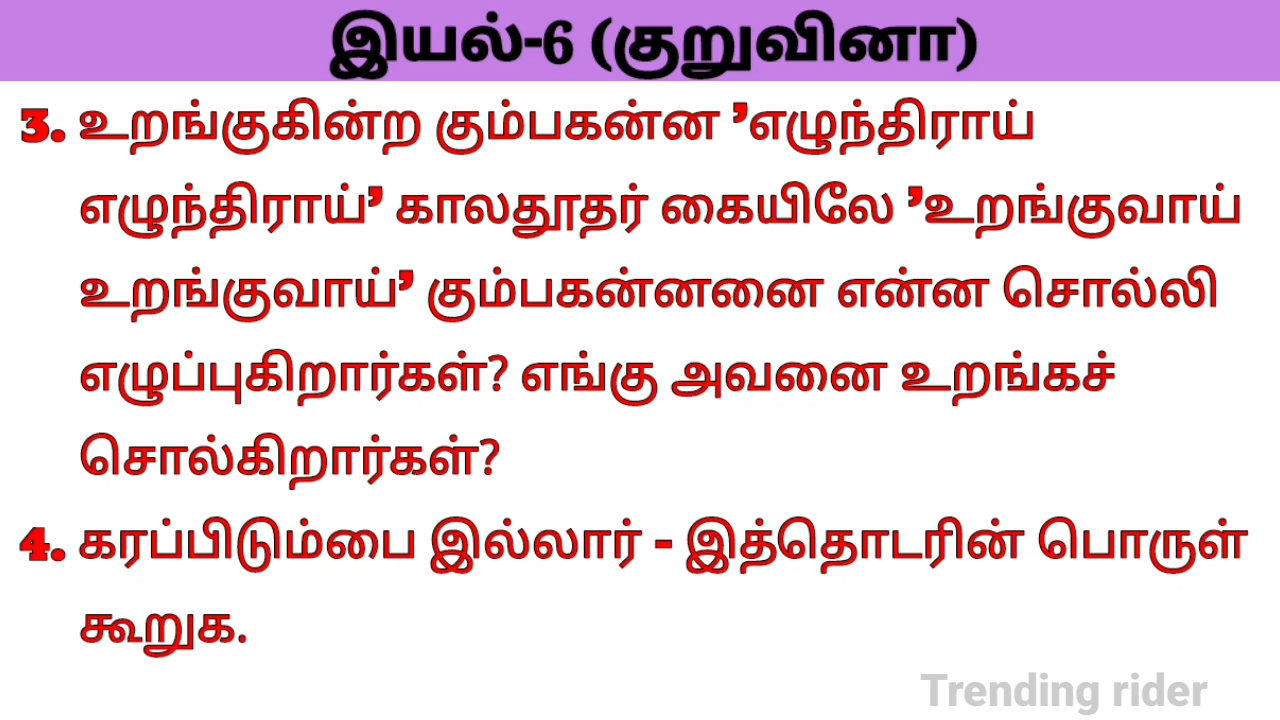 இயல்-6 (குறுவினா)
3. உறங்குகின்ற கும்பகன்ன ’எழுந்திராய்
எழுந்திராய்’ காலதூதர் கையிலே ’உறங்குவாய்
உறங்குவாய்’ கும்பகன்னனை என்ன சொல்லி
எழுப்புகிறார்கள்? எங்கு அவனை உறங்கச்
சொல்கிறார்கள்?
4. கரப்பிடும்பை இல்லார் - இத்தொடரின் பொருள்
கூறுக.
Trending rider